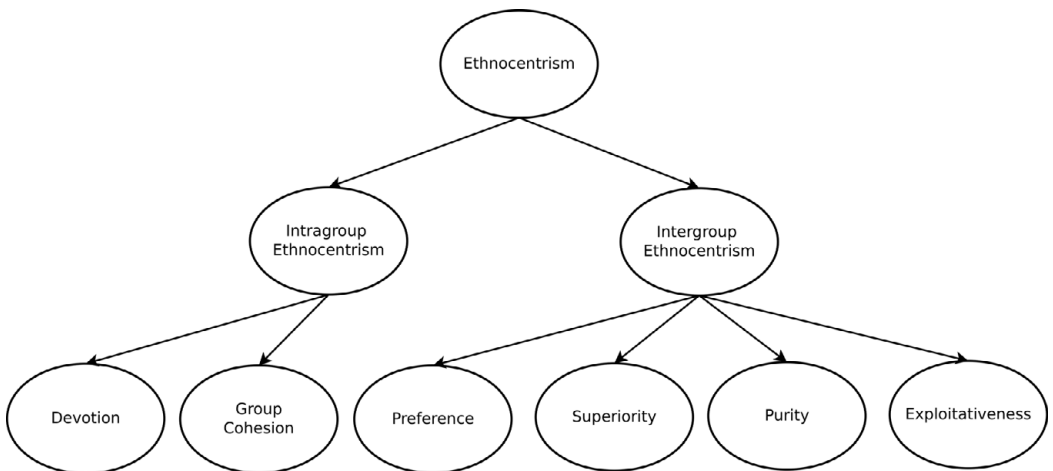 Ethnocentrism
Intragroup
Ethnocentrism
Intergroup
Ethnocentrism
Devotion
Group
Cohesion
Preference
Superiority
Purity
Exploitativeness